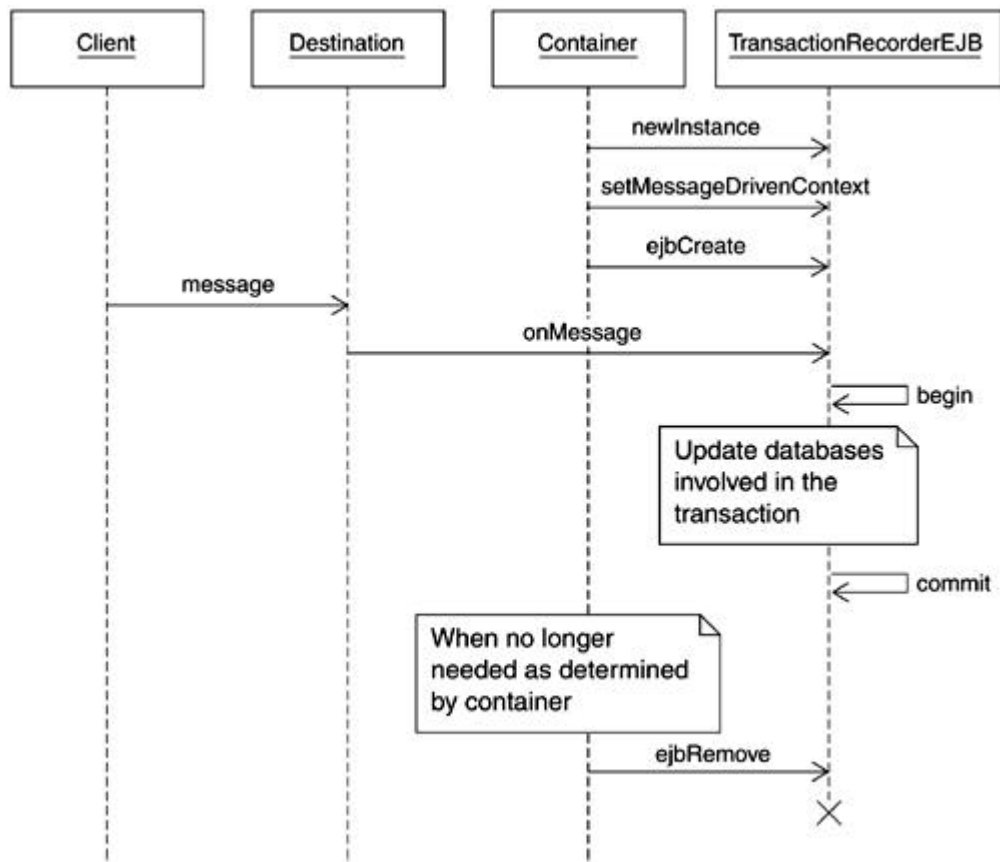 Client
Destination
Container
TransactionRecorderEJB
newInstance
setMessageDrivenContext
ejbCreate
message
onMessage
begin
Update databases
involved in the
transaction
commit
When no longer
needed as determined
by container
ejbRemove